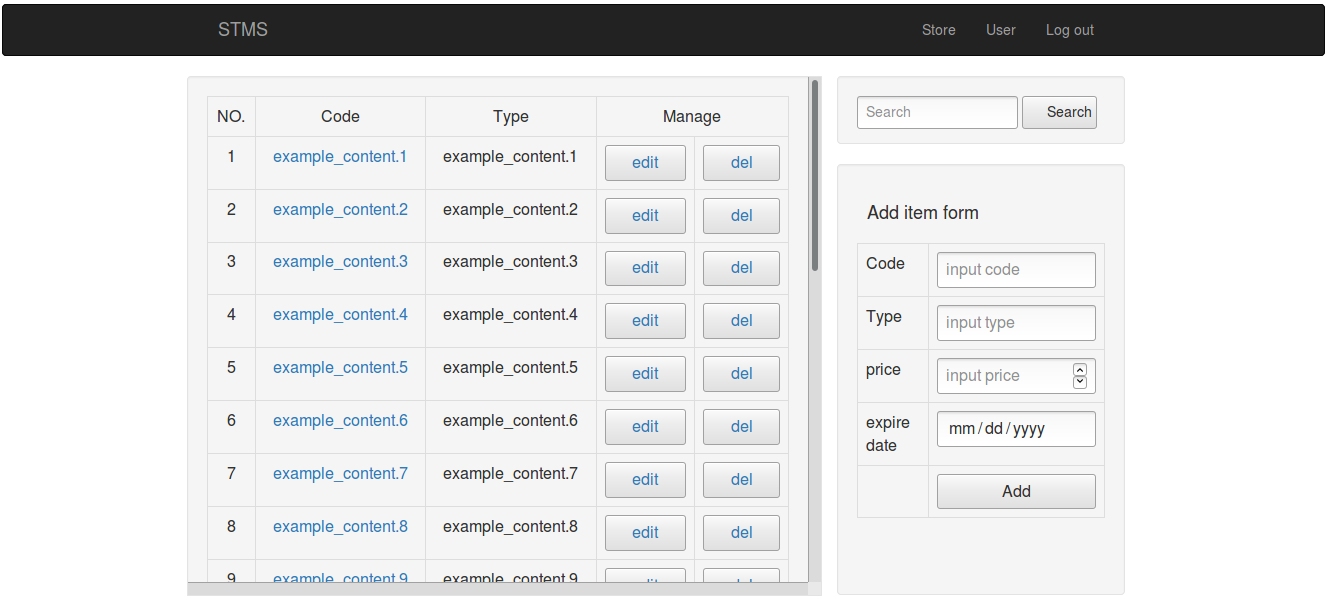 STMS Store User Log out
NO. Code Type Manage
1 example_content.1 example_content.1 edit del
2 example_content.2 example_content.2 edit del
3 example_content.3 example_content.3 edit del
4 example_content.4 example_content.4 edit del
5 example_content.5 example_content.5 edit del
6 example_content.6 example_content.6 edit del
7 example_content.7 example_content.7 edit del
8 example_content.8 example_content.8 edit del
9 example_content.9 example_content.9
Search Search
Add item form
Code input code
Type input type
price input price
expire
date mm/dd/yyyy
Add